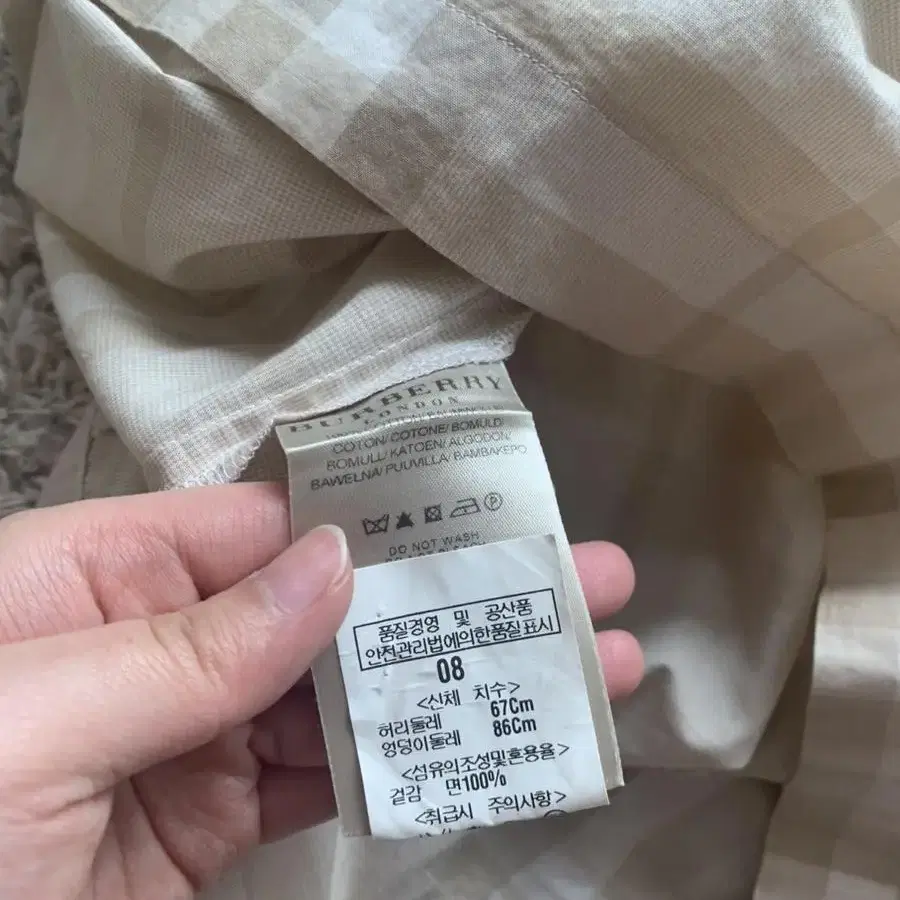 BURBERRY
LONDON
COTON/ COTONE/ BOMULD
BOMULL/ KATOEN/ ALGODON/
BAWELNA/ PUUVILLA/ BAMBAKEPO
DO NOT WASH
DO NOT BLEACH
품질경영 및 공산품
안전관리법에의한품질표시
08
<신체 치수>
허리둘레 67Cm
엉덩이둘레 86Cm
<섬유의조성및혼용율>
겉감 면100%
<취급시 주의사항>